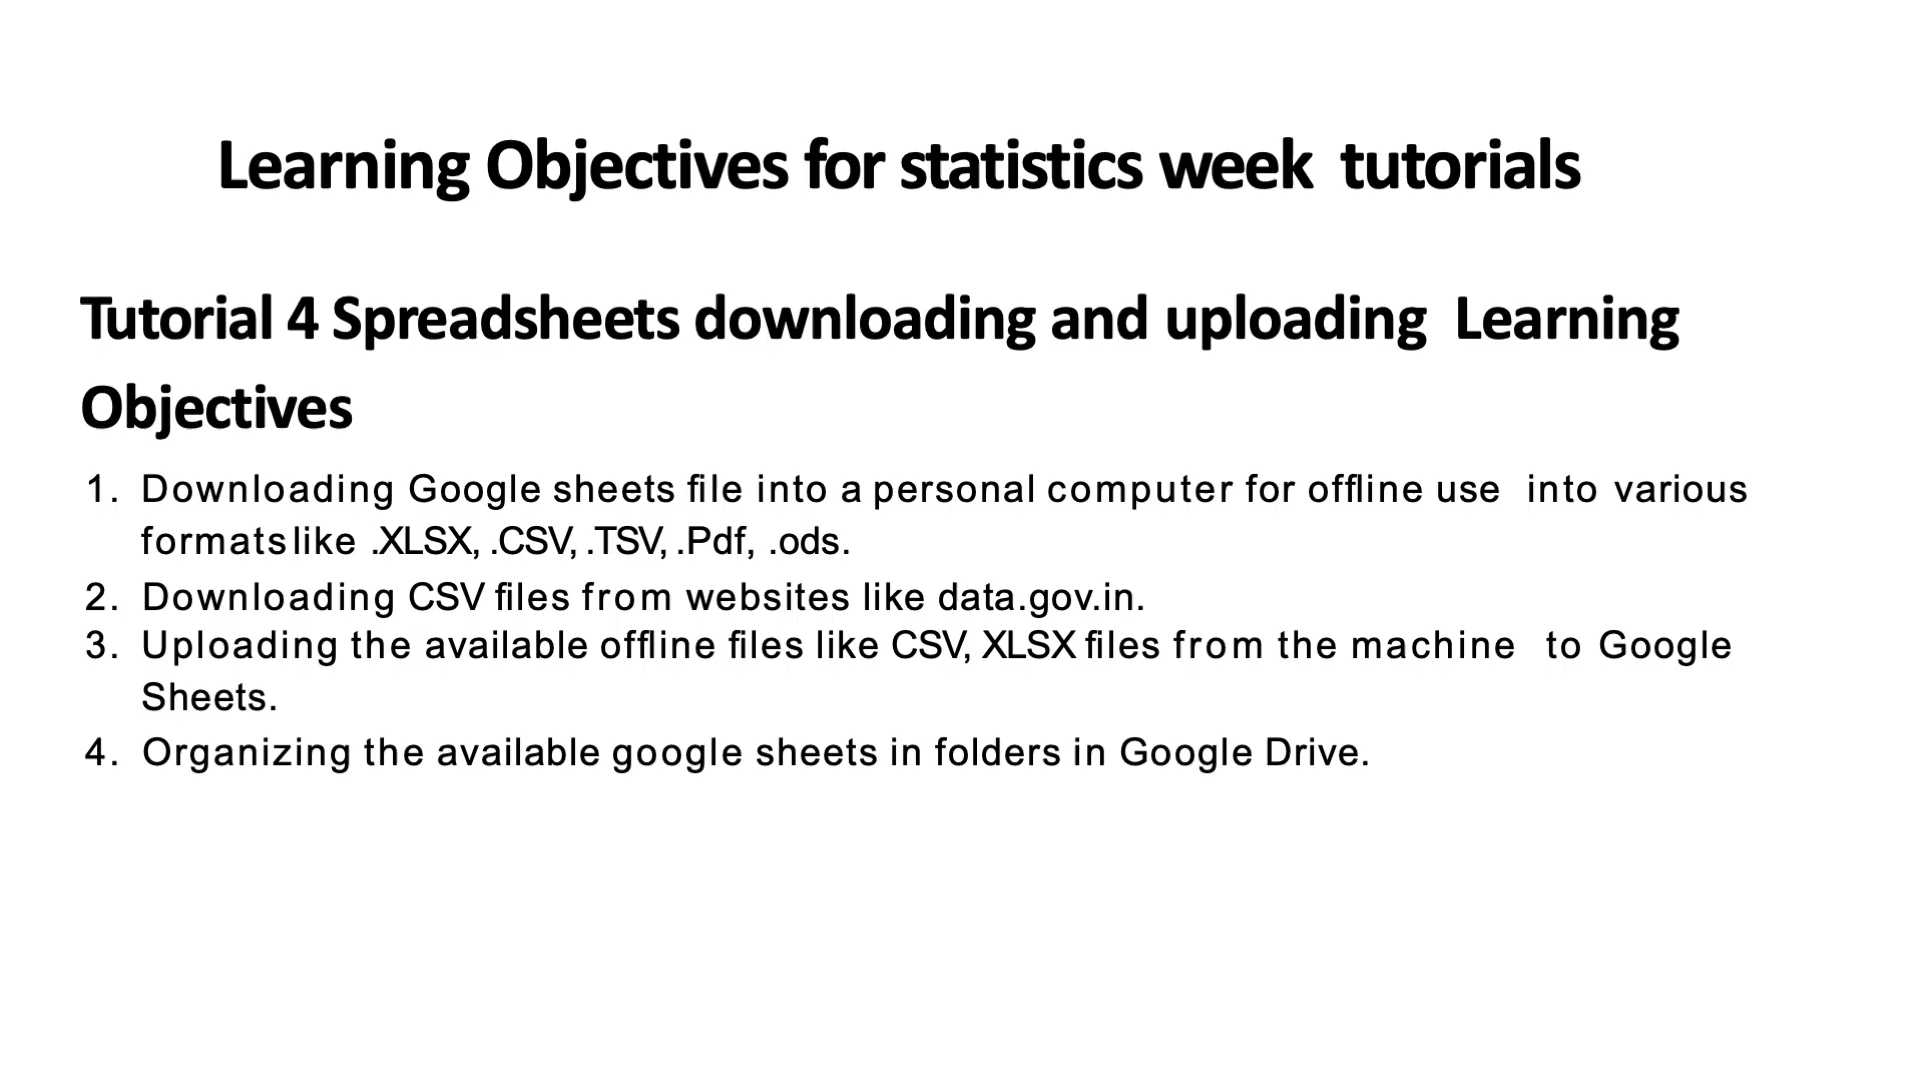 Learning Objectives for statistics week tutorials
Tutorial 4 Spreadsheets downloading and uploading Learning
Objectives
1. Downloading Google sheets file into a personal computer for offline use into various
formats like .XLSX, .CSV, .TSV, .Pdf, .ods.
2. Downloading CSV files from websites like data.gov.in.
3. Uploading the available offline files like CSV, XLSX files from the machine to Google
Sheets.
4. Organizing the available google sheets in folders in Google Drive.